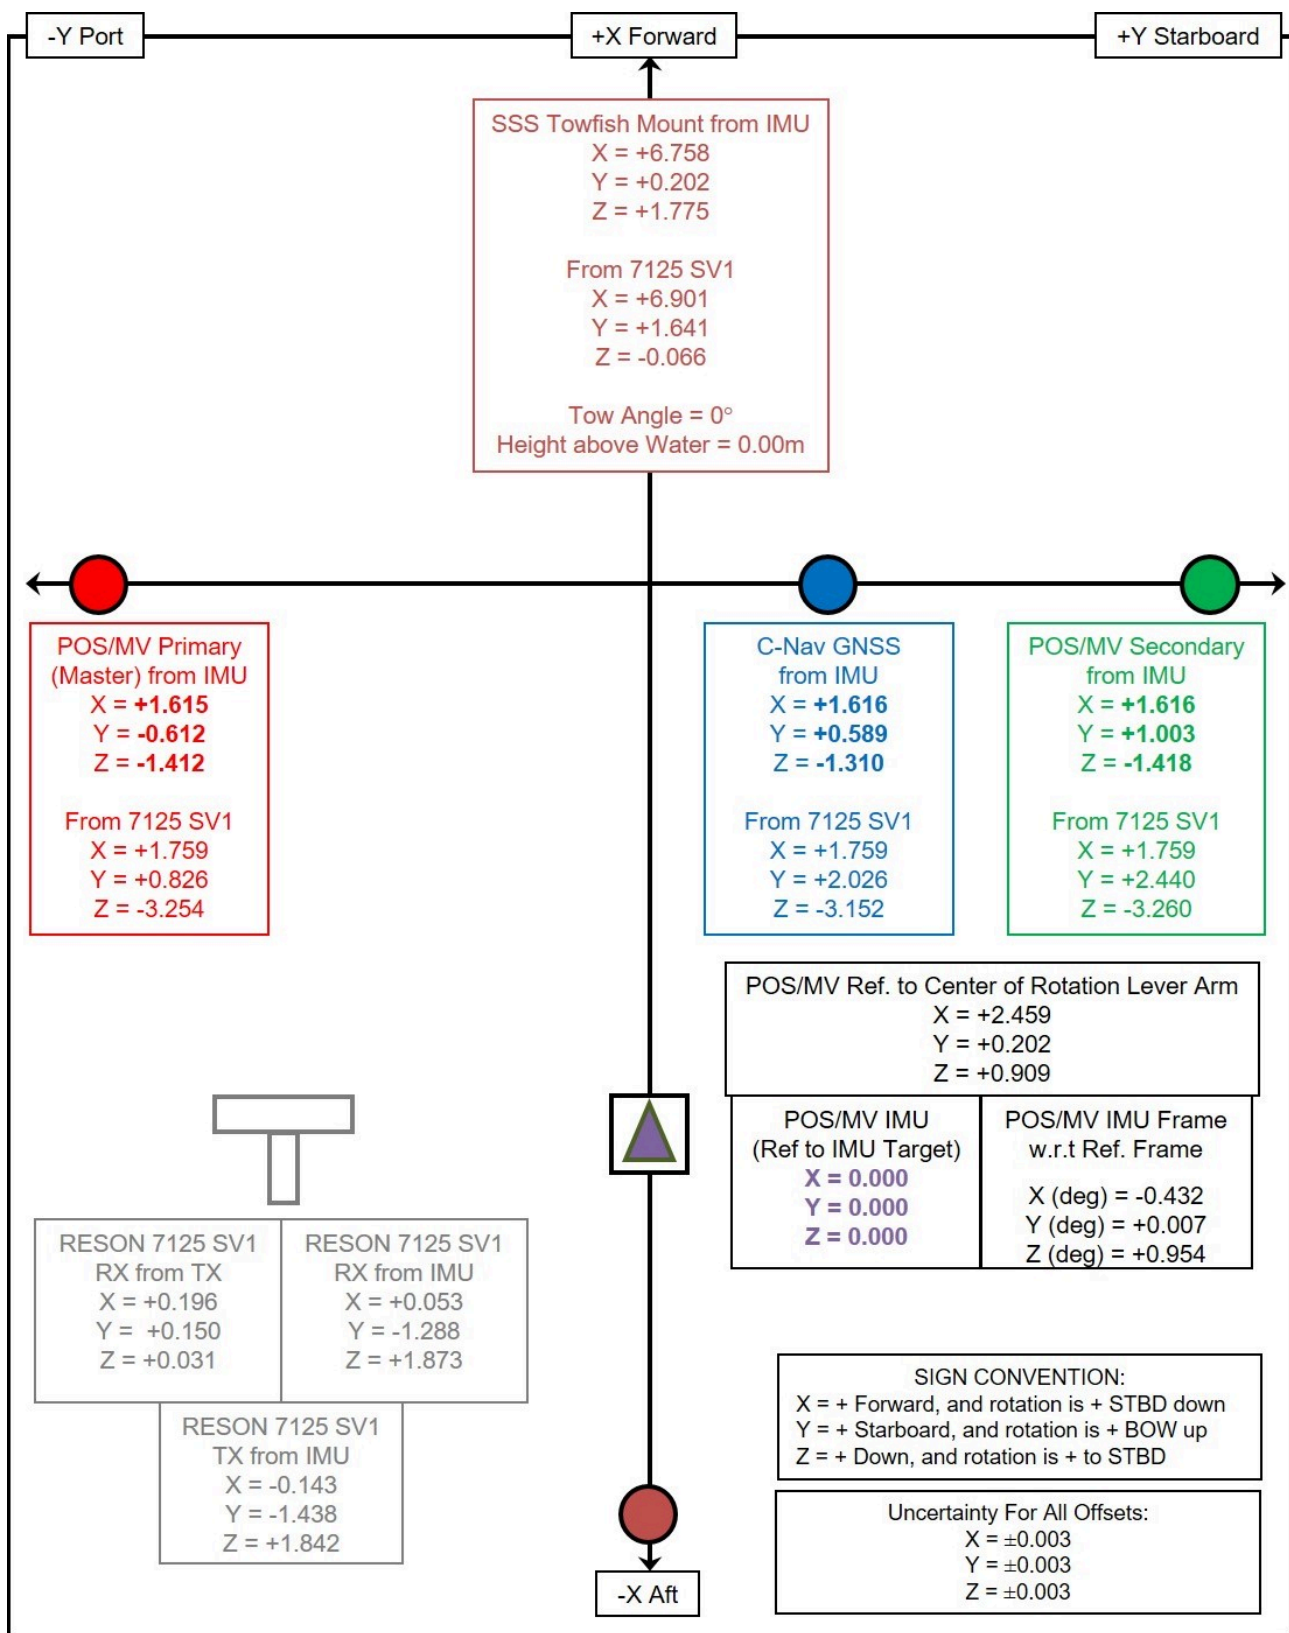 -Y Port
+X Forward
+Y Starboard
SSS Towfish Mount from IMU
X = +6.758
Y = +0.202
Z = +1.775
From 7125 SV1
X = +6.901
Y = +1.641
Z = -0.066
Tow Angle = 0°
Height above Water = 0.00m
POS/MV Primary
(Master) from IMU
X = +1.615
Y = -0.612
Z = -1.412
From 7125 SV1
X = +1.759
Y = +0.826
Z = -3.254
C-Nav GNSS
from IMU
X = +1.616
Y = +0.589
Z = -1.310
From 7125 SV1
X = +1.759
Y = +2.026
Z = -3.152
POS/MV Secondary
from IMU
X = +1.616
Y = +1.003
Z = -1.418
From 7125 SV1
X = +1.759
Y = +2.440
Z = -3.260
POS/MV Ref. to Center of Rotation Lever Arm
X = +2.459
Y = +0.202
Z = +0.909
POS/MV IMU
(Ref to IMU Target)
X = 0.000
Y = 0.000
Z = 0.000
POS/MV IMU Frame
w.r.t Ref. Frame
X (deg) = -0.432
Y (deg) = +0.007
Z (deg) = +0.954
RESON 7125 SV1
RX from TX
X = +0.196
Y = +0.150
Z = +0.031
RESON 7125 SV1
RX from IMU
X = +0.053
Y = -1.288
Z = +1.873
RESON 7125 SV1
TX from IMU
X = -0.143
Y = -1.438
Z = +1.842
SIGN CONVENTION:
X = + Forward, and rotation is + STBD down
Y = + Starboard, and rotation is + BOW up
Z = + Down, and rotation is + to STBD
Uncertainty For All Offsets:
X = ±0.003
Y = ±0.003
Z = ±0.003
-X Aft